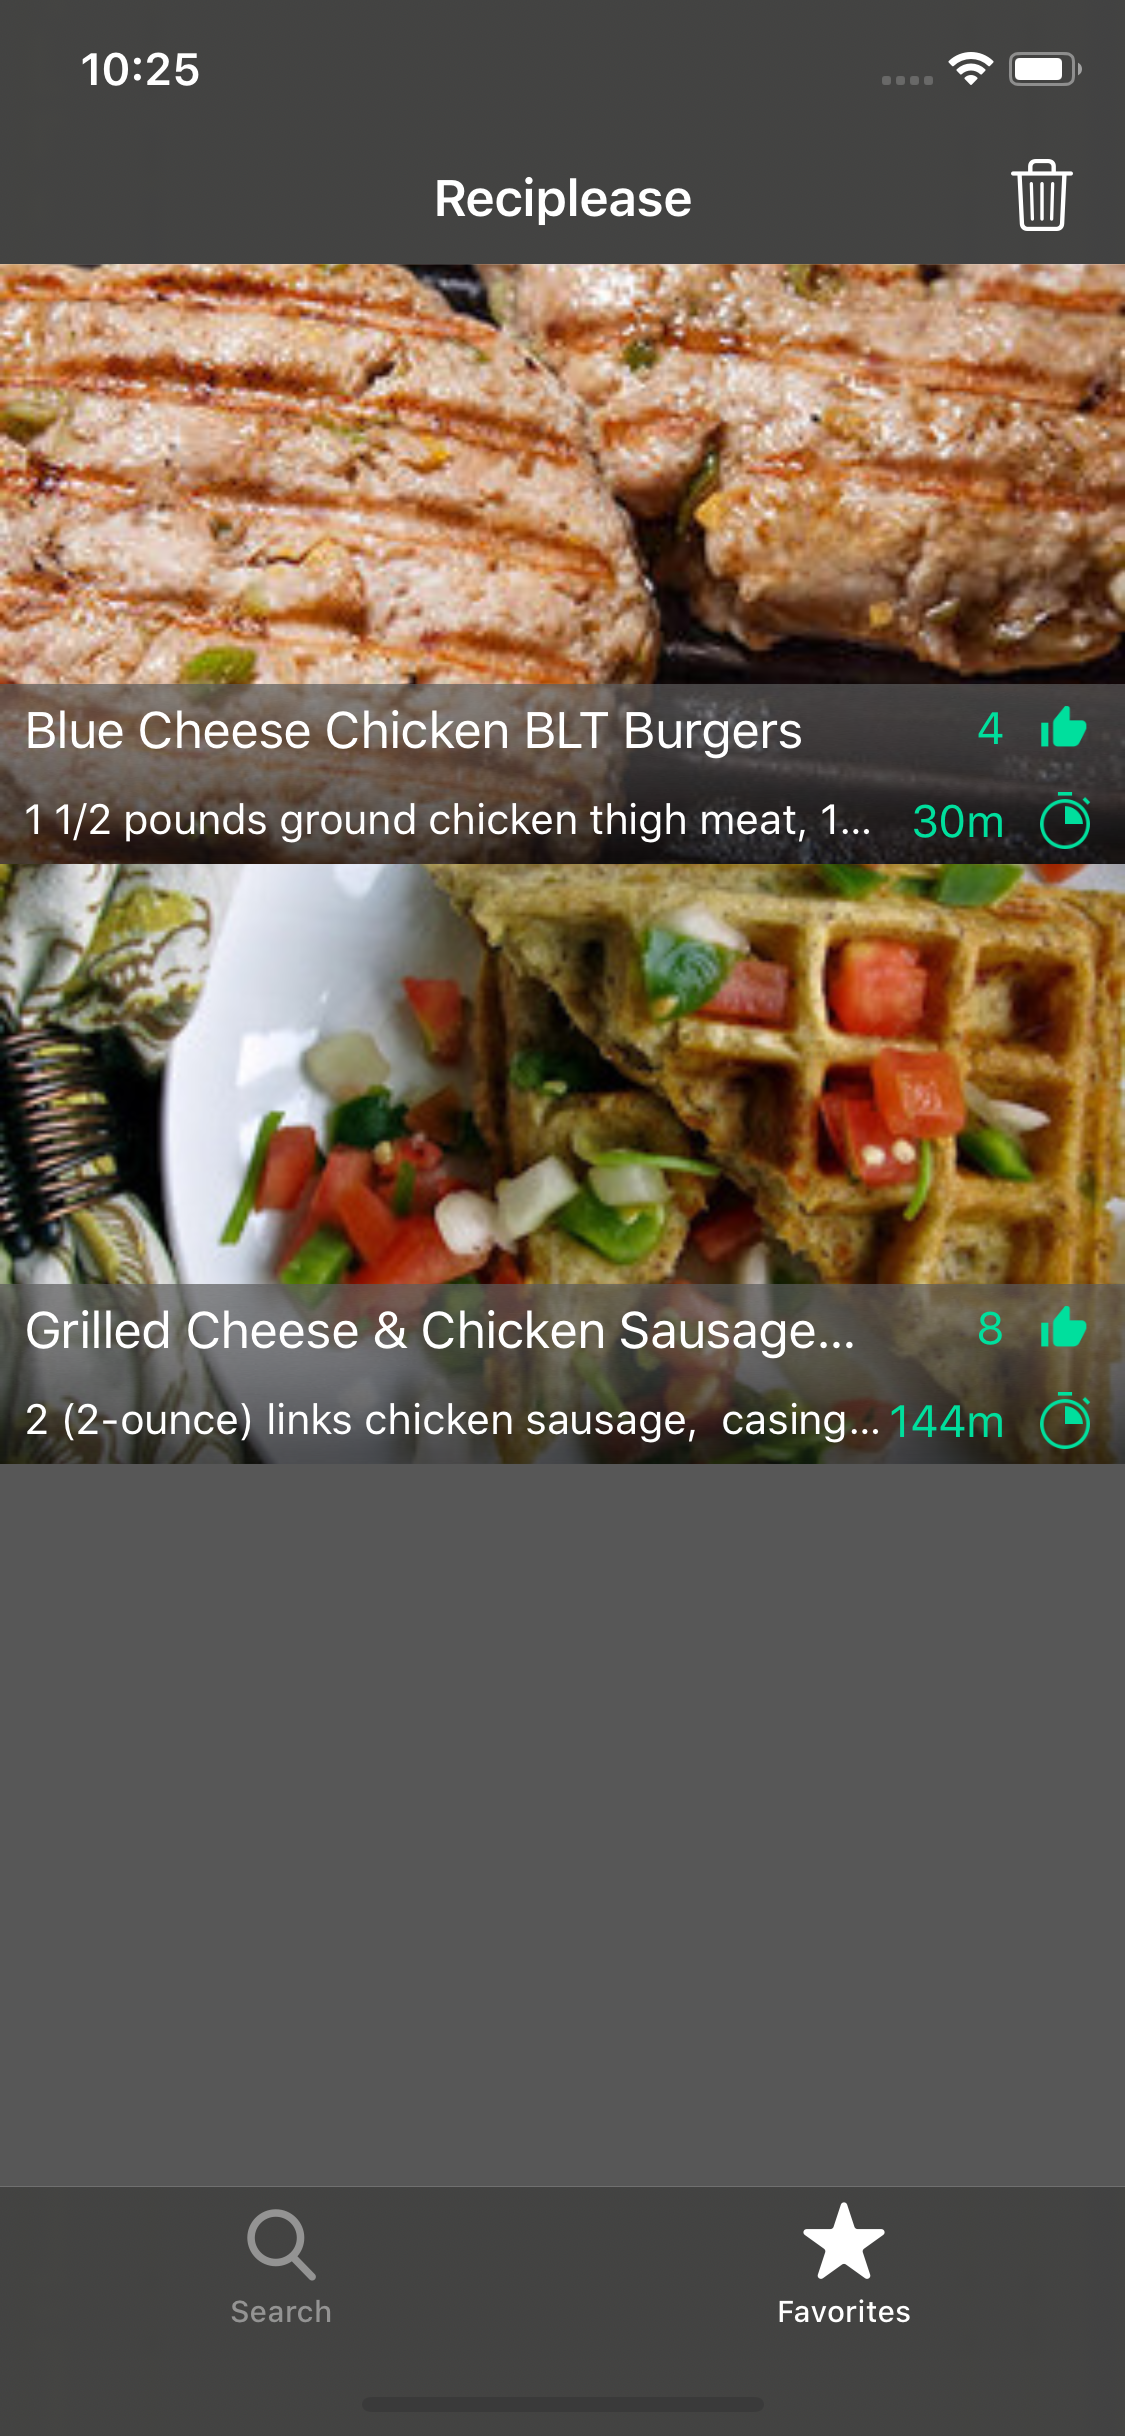 10:25
Reciplease
Blue Cheese Chicken BLT Burgers 4
1 1/2 pounds ground chicken thigh meat, 1... 30m
Grilled Cheese & Chicken Sausage... 8
2 (2-ounce) links chicken sausage,  casing... 144m
Search
Favorites